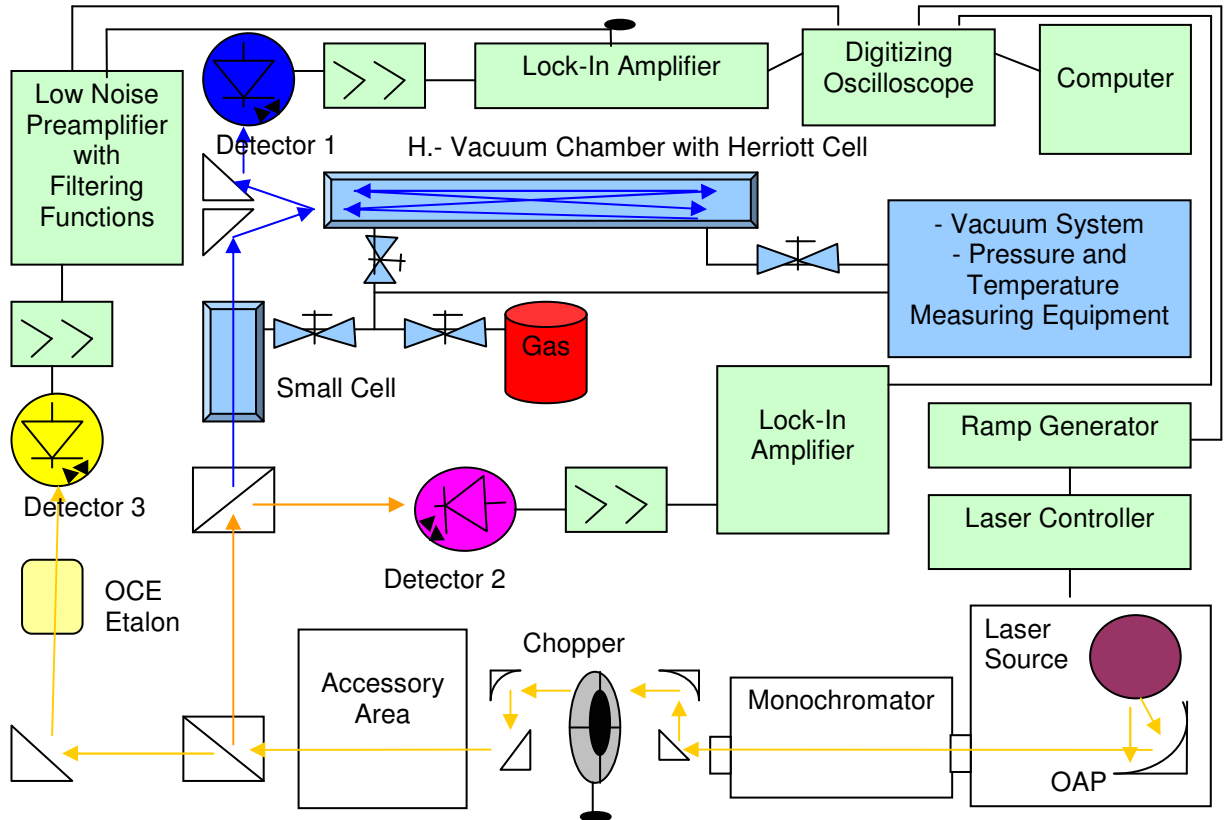 Low Noise
Preamplifier
with
Filtering
Functions
Detector 1
Lock-In Amplifier
Digitizing
Oscilloscope
Computer
H.- Vacuum Chamber with Herriott Cell
- Vacuum System
- Pressure and
Temperature
Measuring Equipment
Gas
Small Cell
Lock-In
Amplifier
Ramp Generator
Laser Controller
Detector 3
Detector 2
OCE
Etalon
Accessory
Area
Chopper
Monochromator
Laser
Source
OAP